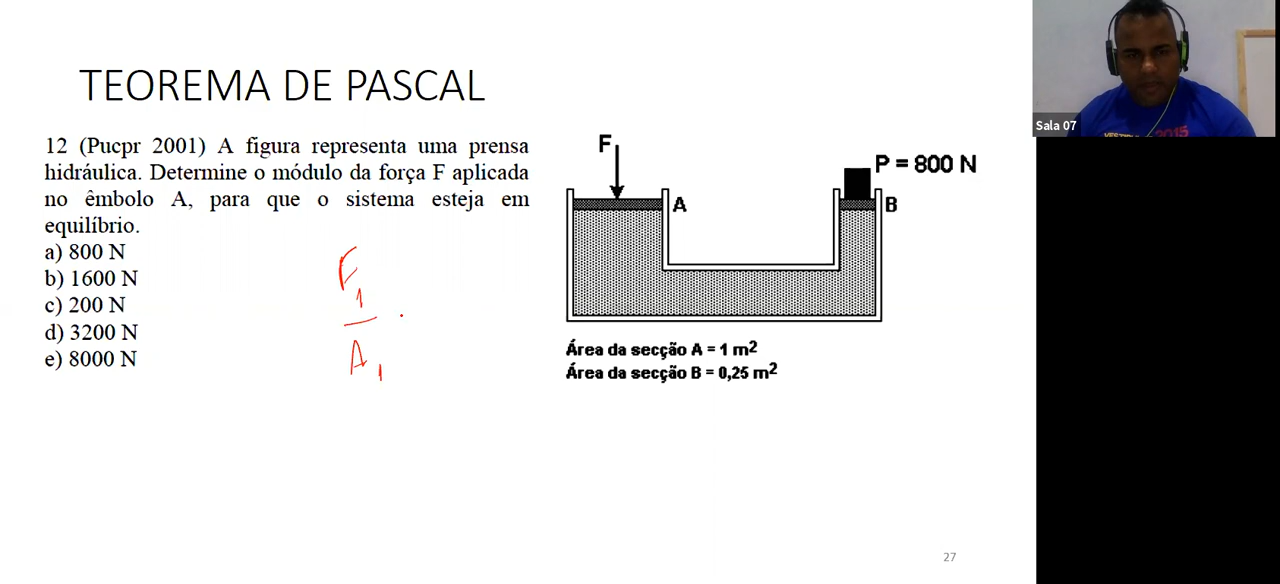 TEOREMA DE PASCAL
12 (Pucpr 2001) A figura representa uma prensa
hidráulica. Determine o módulo da força F aplicada
no êmbolo A, para que o sistema esteja em
equilíbrio.
a) 800 N
b) 1600 N
c) 200 N
d) 3200 N
e) 8000 N
F1
A1
F
A
P = 800 N
B
Área da secção A = 1 m²
Área da secção B = 0,25 m²
27
Sala 07
VESTIBULAR 2015